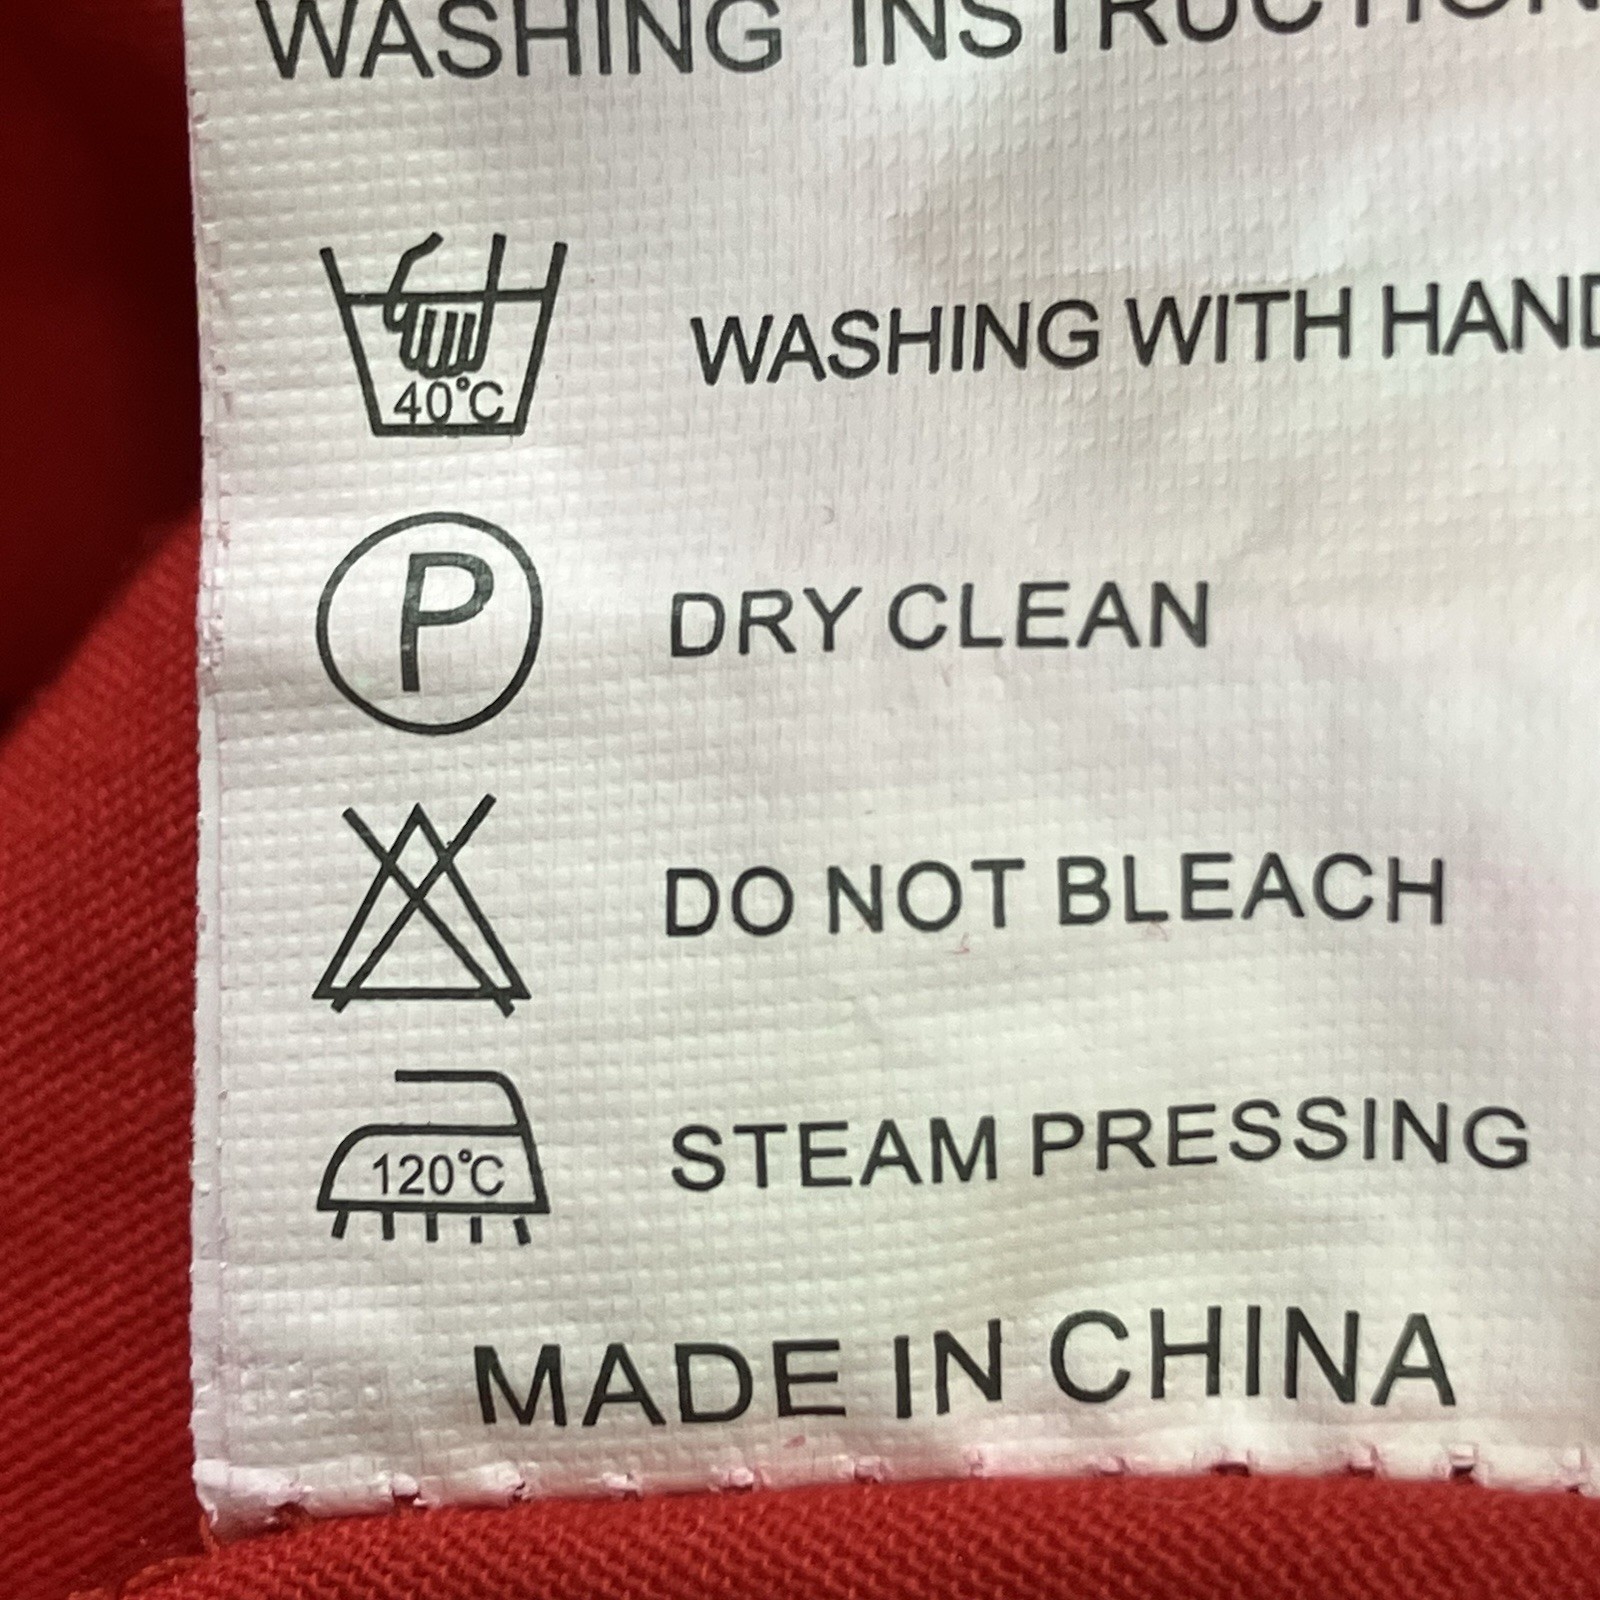 WASHING INSTRUCTION
40°C WASHING WITH HAND
P DRY CLEAN
DO NOT BLEACH
120°C STEAM PRESSING
MADE IN CHINA